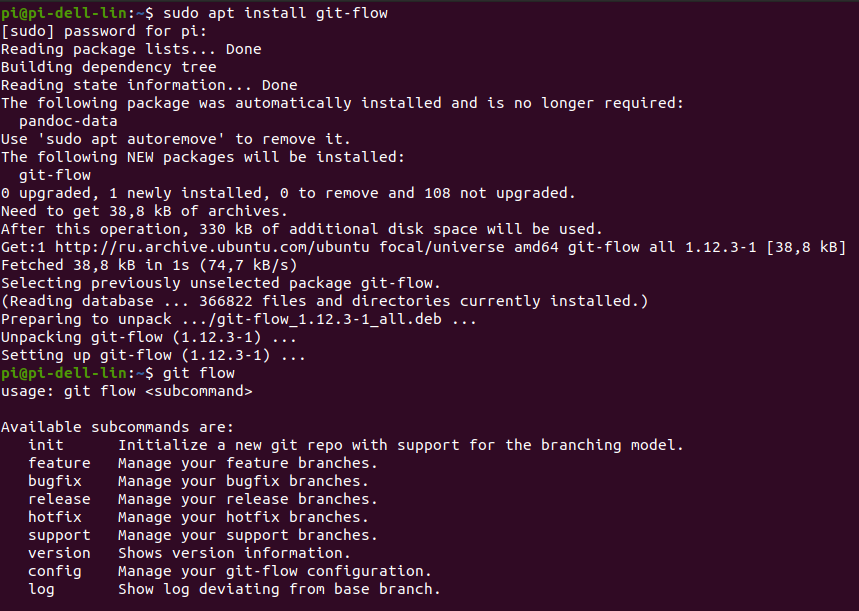 pi@pi-dell-lin:~$ sudo apt install git-flow
[sudo] password for pi:
Reading package lists... Done
Building dependency tree
Reading state information... Done
The following package was automatically installed and is no longer required:
  pandoc-data
Use 'sudo apt autoremove' to remove it.
The following NEW packages will be installed:
  git-flow
0 upgraded, 1 newly installed, 0 to remove and 108 not upgraded.
Need to get 38,8 kB of archives.
After this operation, 330 kB of additional disk space will be used.
Get:1 http://ru.archive.ubuntu.com/ubuntu focal/universe amd64 git-flow all 1.12.3-1 [38,8 kB]
Fetched 38,8 kB in 1s (74,7 kB/s)
Selecting previously unselected package git-flow.
(Reading database ... 366822 files and directories currently installed.)
Preparing to unpack .../git-flow_1.12.3-1_all.deb ...
Unpacking git-flow (1.12.3-1) ...
Setting up git-flow (1.12.3-1) ...
pi@pi-dell-lin:~$ git flow
usage: git flow <subcommand>

Available subcommands are:
   init      Initialize a new git repo with support for the branching model.
   feature   Manage your feature branches.
   bugfix    Manage your bugfix branches.
   release   Manage your release branches.
   hotfix    Manage your hotfix branches.
   support   Manage your support branches.
   version   Shows version information.
   config    Manage your git-flow configuration.
   log       Show log deviating from base branch.